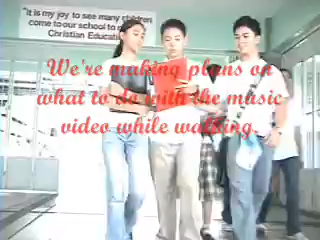 "It is my joy to see many children
come to our school to
Christian Educat
We're making plans on
what to do with the music
video while walking.